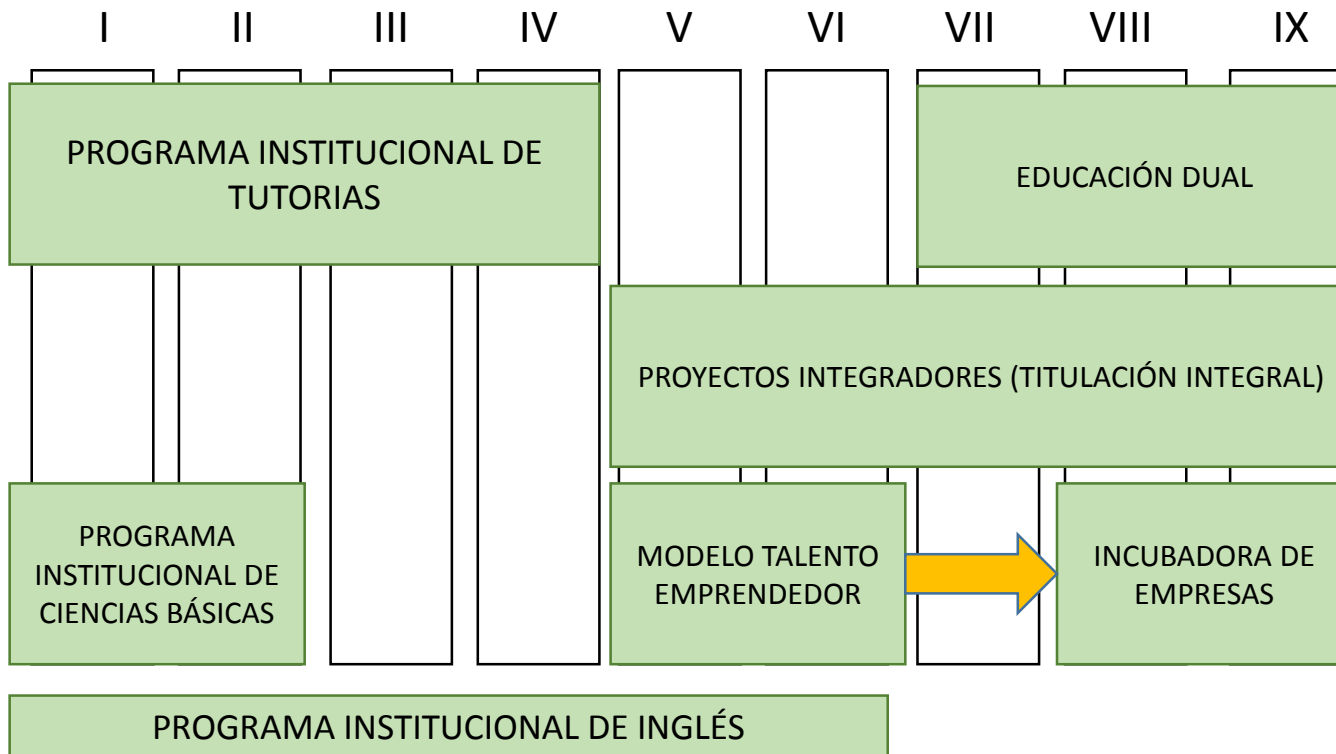 I II III IV V VI VII VIII IX
PROGRAMA INSTITUCIONAL DE
TUTORIAS
EDUCACIÓN DUAL
PROYECTOS INTEGRADORES (TITULACIÓN INTEGRAL)
PROGRAMA
INSTITUCIONAL DE
CIENCIAS BÁSICAS
MODELO TALENTO
EMPRENDEDOR
INCUBADORA DE
EMPRESAS
PROGRAMA INSTITUCIONAL DE INGLÉS